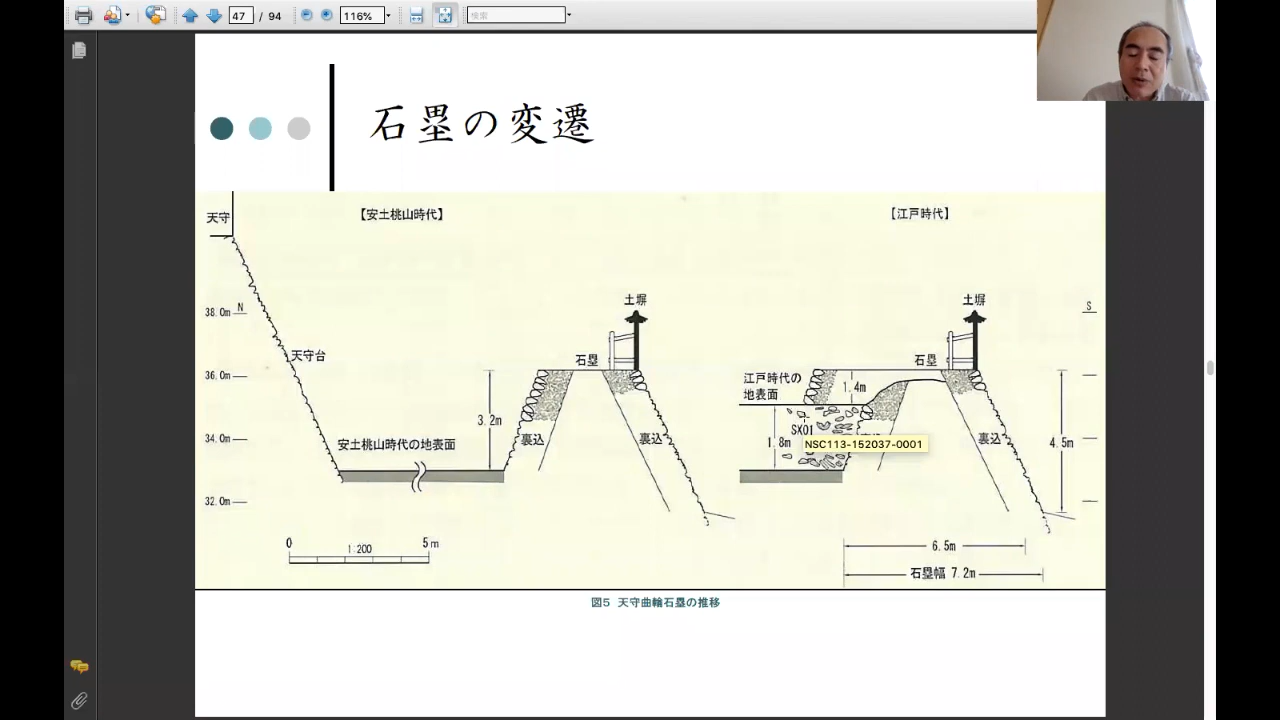 47 / 94
116%
検索
石塁の変遷
天守
【安土桃山時代】
【江戸時代】
土塀
土塀
38.0m
N
S
石塁
石塁
天守台
36.0m
江戸時代の
地表面
1.4m
3.2m
SK01
安土桃山時代の地表面
34.0m
裏込
裏込
1.8m
NSC113-152037-0001
裏込
4.5m
32.0m
0
5m
1:200
6.5m
石塁幅 7.2m
図5 天守曲輪石塁の推移